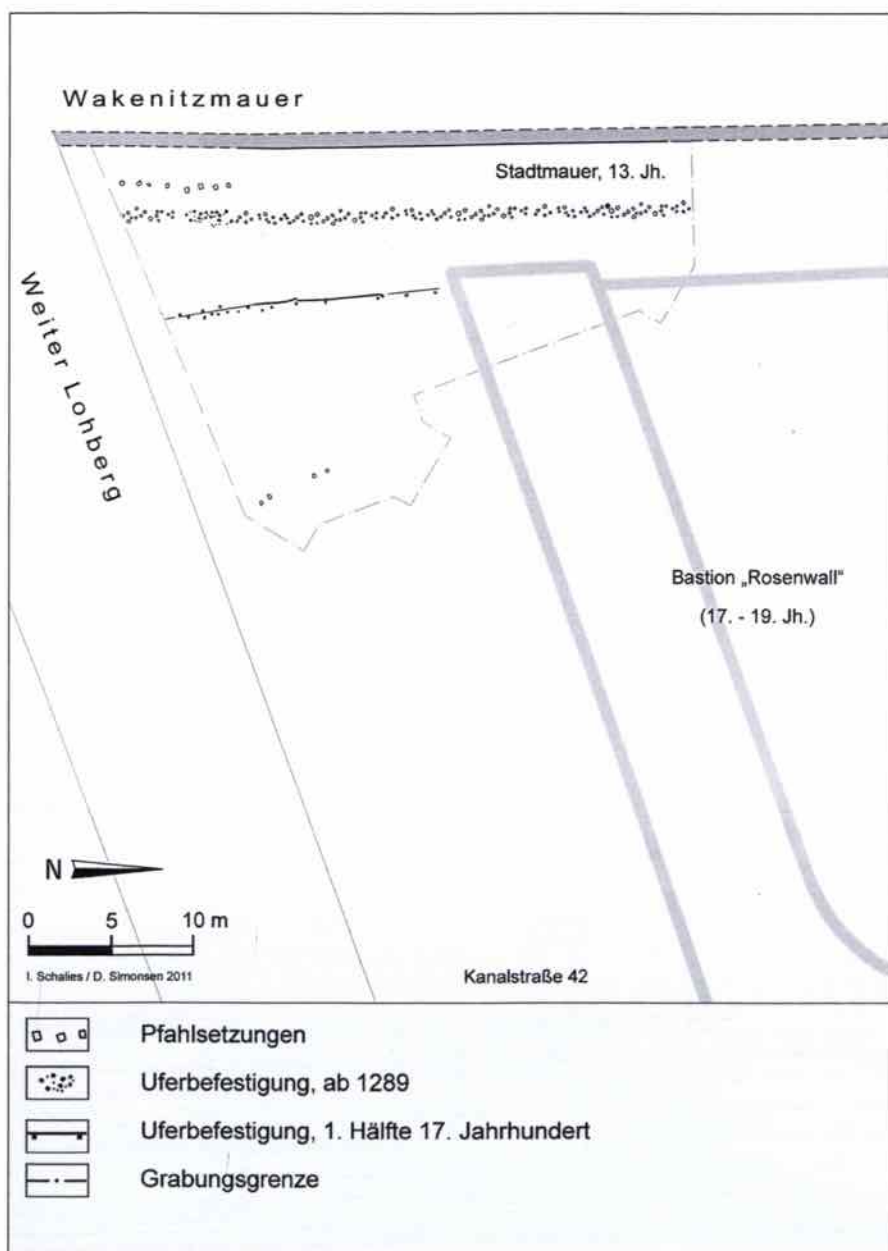 Wakenitzmauer
Stadtmauer, 13. Jh.
Weiter Lohberg
Bastion „Rosenwall“
(17. - 19. Jh.)
N
0 5 10 m
I. Schalies / D. Simonsen 2011
Kanalstraße 42
Pfahlsetzungen
Uferbefestigung, ab 1289
Uferbefestigung, 1. Hälfte 17. Jahrhundert
Grabungsgrenze